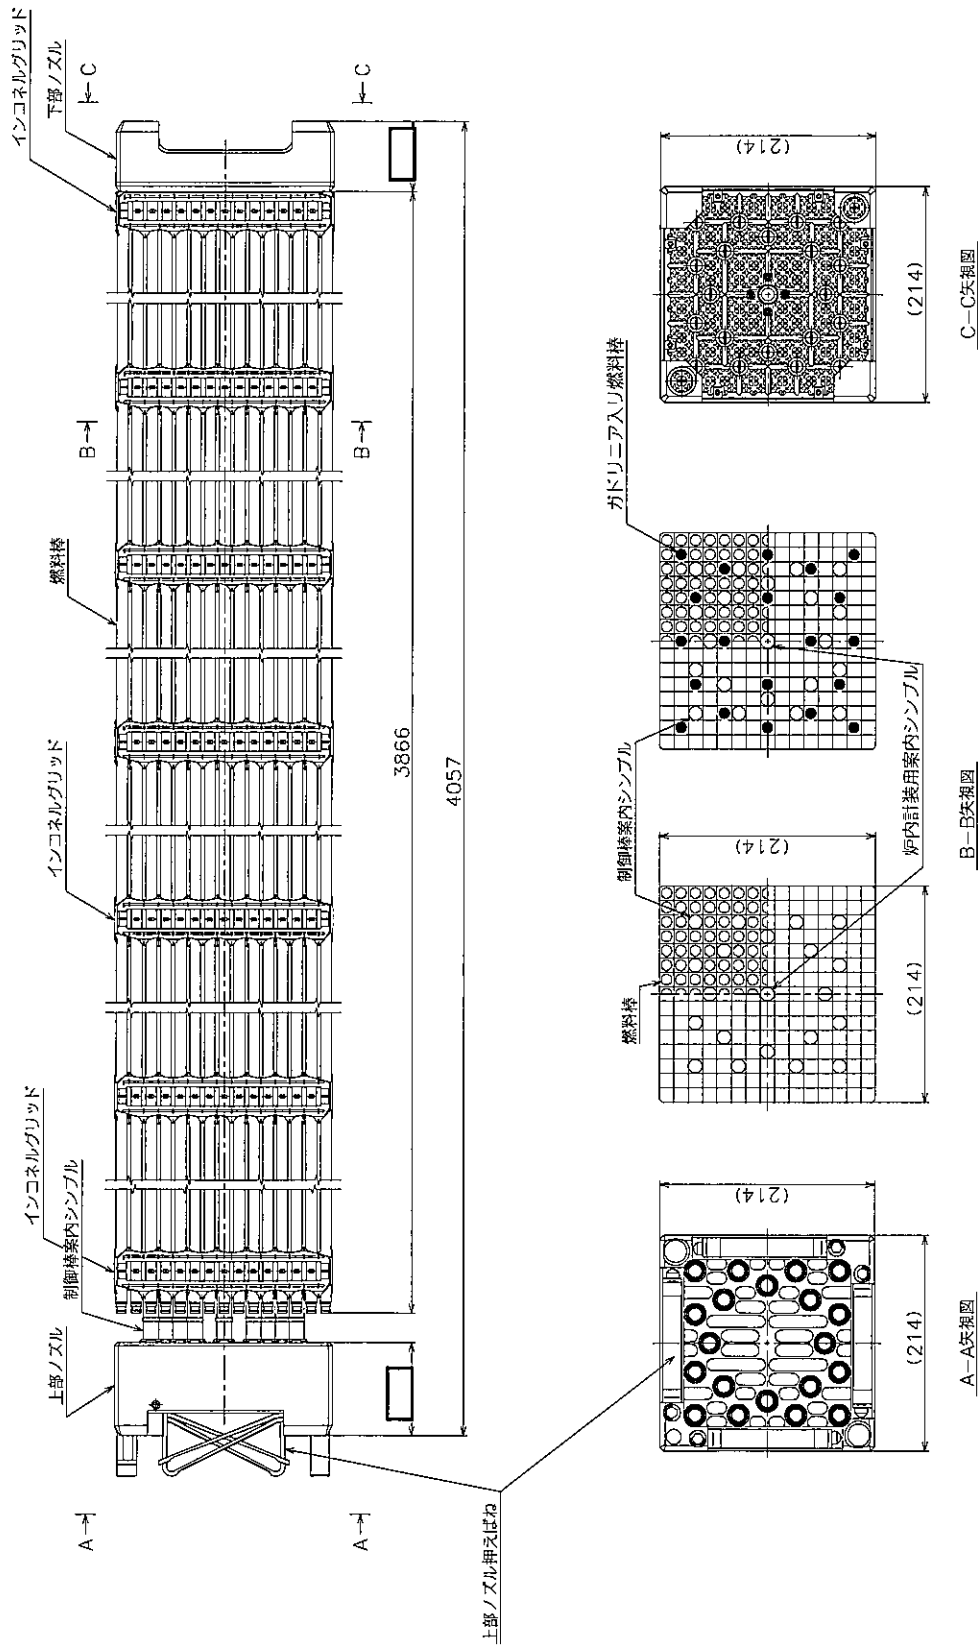 上部ノズル
制御棒案内シンブル
インコネルグリッド
インコネルグリッド
燃料棒
下部ノズル
インコネルグリッド
A
A
B
B
C
C
3866
4057
上部ノズル押えばね
(214)
(214)
A-A矢視図
燃料棒
制御棒案内シンブル
(214)
(214)
炉内計装用案内シンブル
ガドリニア入り燃料棒
B-B矢視図
(214)
(214)
C-C矢視図